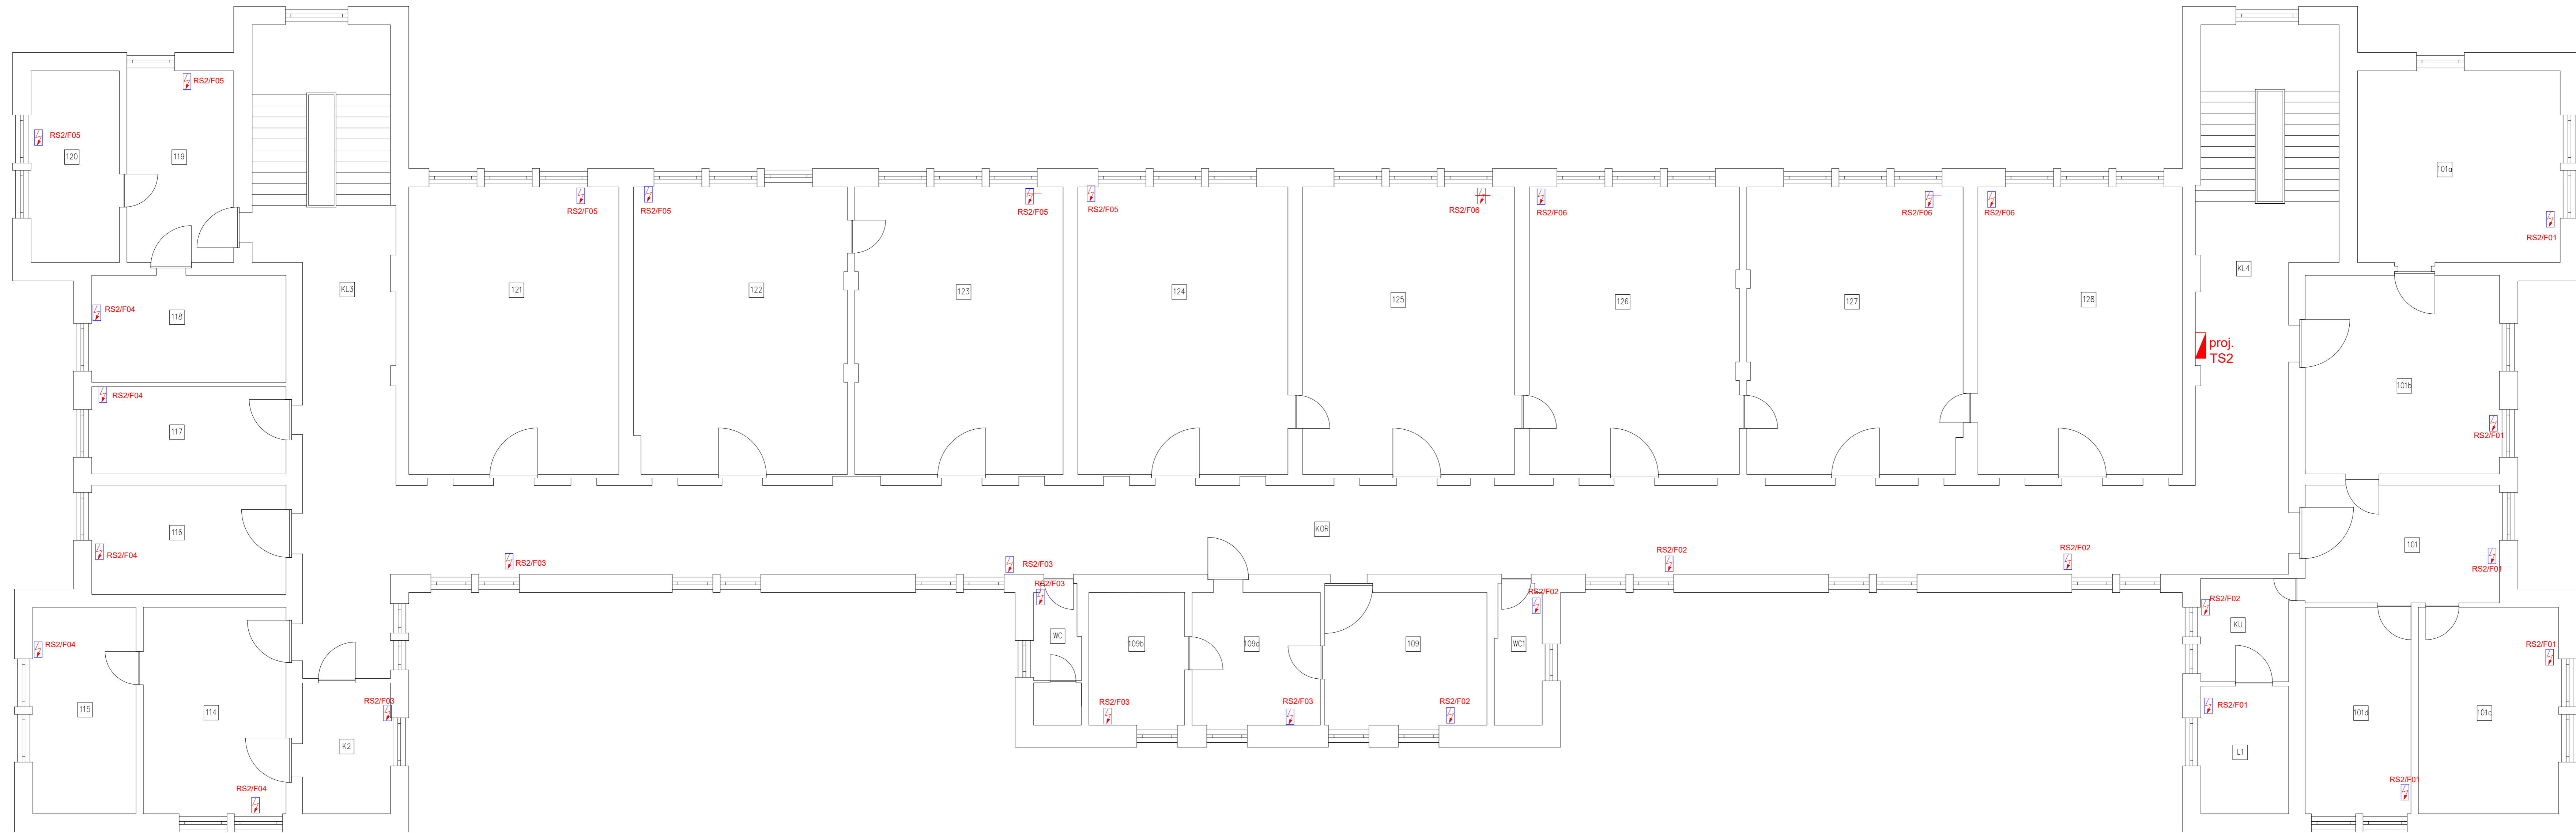 RS2/F05
RS2/F05
120
119
101a
RS2/F01
RS2/F05
RS2/F05
RS2/F05
RS2/F05
RS2/F06
RS2/F06
RS2/F06
RS2/F06
KL3
KL4
121
122
123
124
125
126
127
128
RS2/F04
118
proj.
TS2
RS2/F04
117
101b
RS2/F01
116
RS2/F04
KOR
101
RS2/F01
RS2/F03
RS2/F03
RS2/F03
RS2/F02
RS2/F02
RS2/F02
RS2/F02
WC
109b
109a
109
WC1
KU
RS2/F04
RS2/F01
115
114
RS2/F03
K2
RS2/F03
RS2/F03
RS2/F02
RS2/F01
L1
101d
101c
RS2/F04
RS2/F01